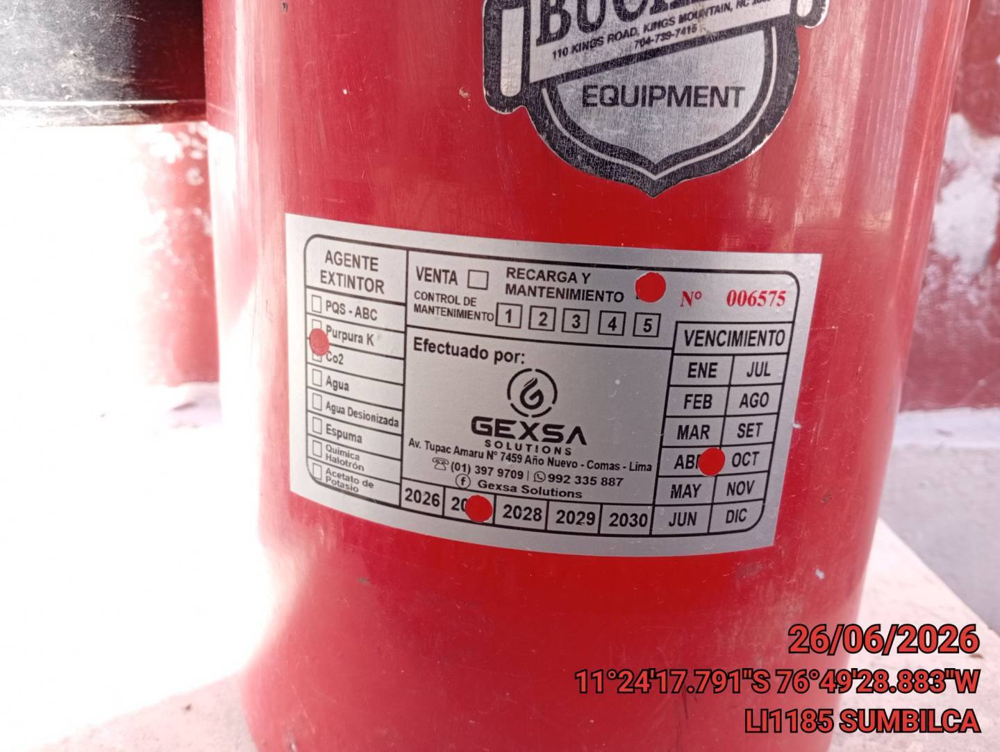 110 KINGS ROAD, KINGS MOUNTAIN, NC
704-739-7415
EQUIPMENT
AGENTE
EXTINTOR
PQS - ABC
Purpura K
Co2
Agua
Agua Desionizada
Espuma
Quimica
Halotrón
Acetato de
Potasio
VENTA
RECARGA Y
MANTENIMIENTO
Nº 006575
CONTROL DE
MANTENIMIENTO 1 2 3 4 5
Efectuado por:
GEXSA
SOLUTIONS
Av. Tupac Amaru Nº 7459 Año Nuevo - Comas - Lima
(01) 397 9709 | 992 335 887
Gexsa Solutions
2026 2028 2029 2030
VENCIMIENTO
ENE JUL
FEB AGO
MAR SET
OCT
MAY NOV
JUN DIC
26/06/2026
11°24'17.791"S 76°49'28.883"W
LI1185 SUMBILCA